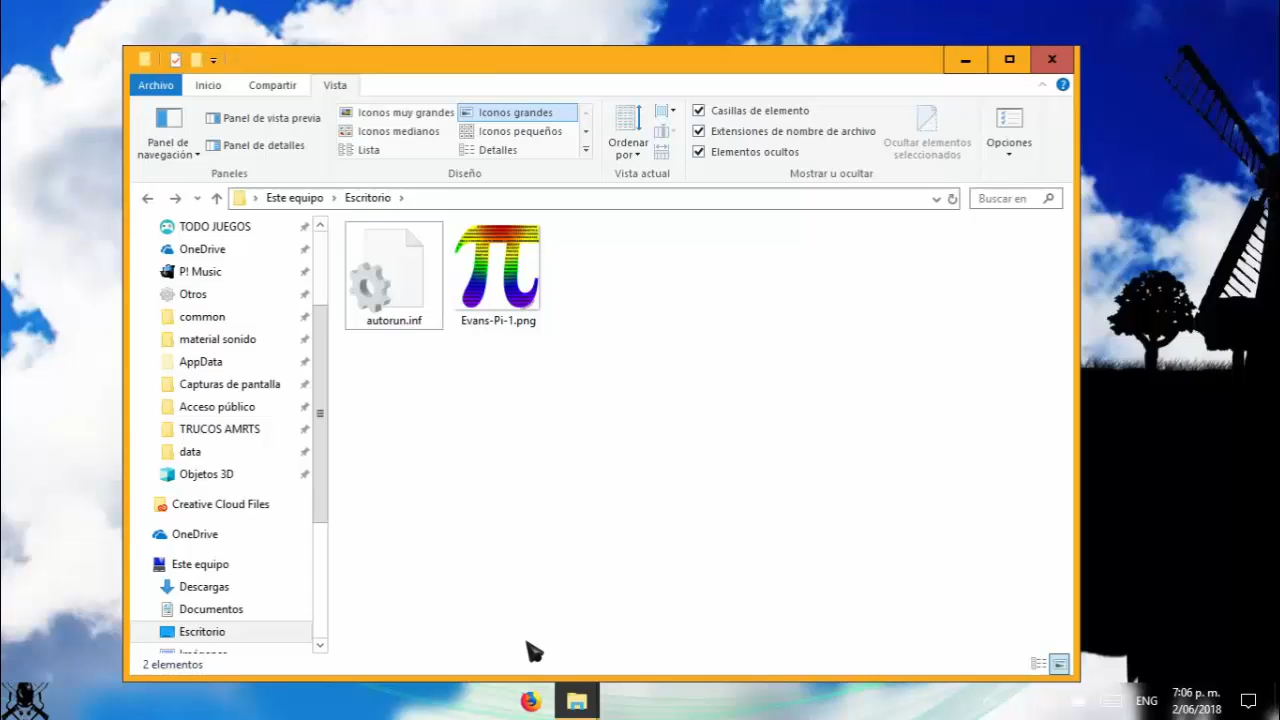 Archivo Inicio Compartir Vista
Iconos muy grandes Iconos grandes
Iconos medianos Iconos pequeños
Lista Detalles
Panel de navegación
Panel de vista previa
Panel de detalles
Ordenar por
Casillas de elemento
Extensiones de nombre de archivo
Elementos ocultos
Ocultar elementos
seleccionados
Opciones
Paneles Diseño Vista actual Mostrar u ocultar
Este equipo Escritorio Buscar en
TODO JUEGOS
OneDrive
P! Music
Otros
common
material sonido
AppData
Capturas de pantalla
Acceso público
TRUCOS AMRTS
data
Objetos 3D
Creative Cloud Files
OneDrive
Este equipo
Descargas
Documentos
Escritorio
autorun.inf Evans-Pi-1.png
2 elementos
ENG
7:06 p. m.
2/06/2018